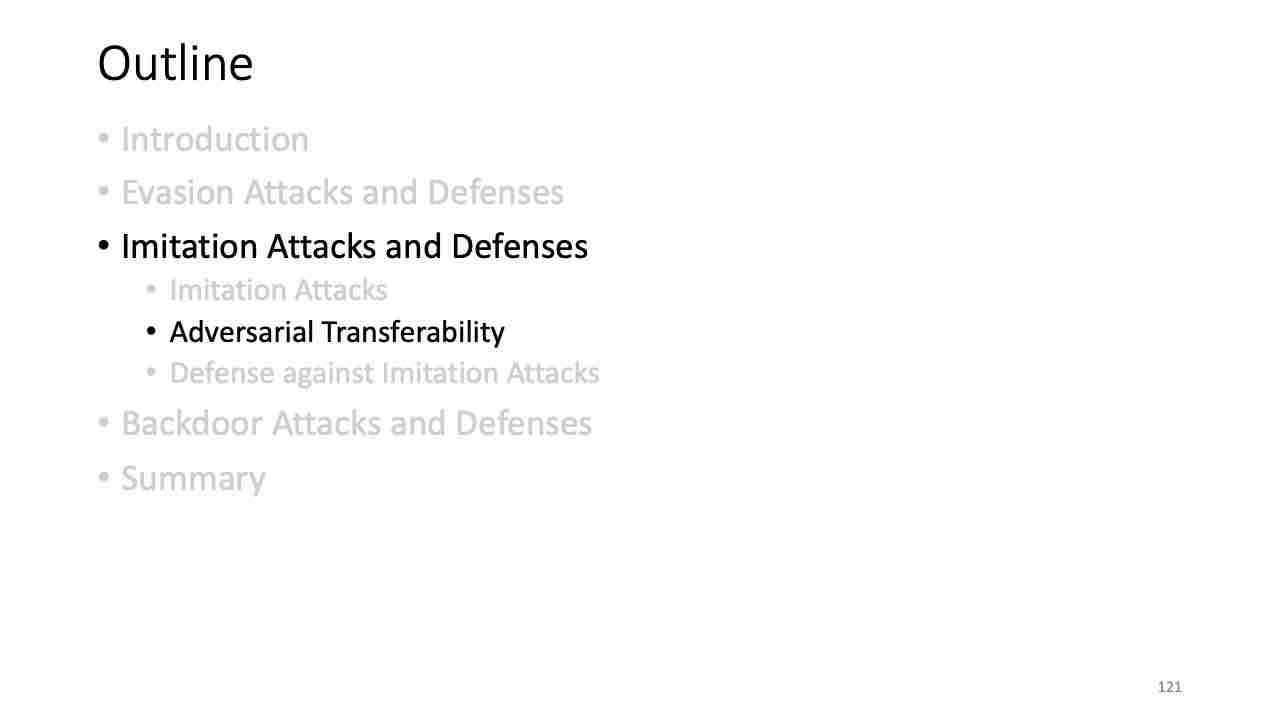 Outline
• Introduction
• Evasion Attacks and Defenses
• Imitation Attacks and Defenses
• Imitation Attacks
• Adversarial Transferability
• Defense against Imitation Attacks
• Backdoor Attacks and Defenses
• Summary
121